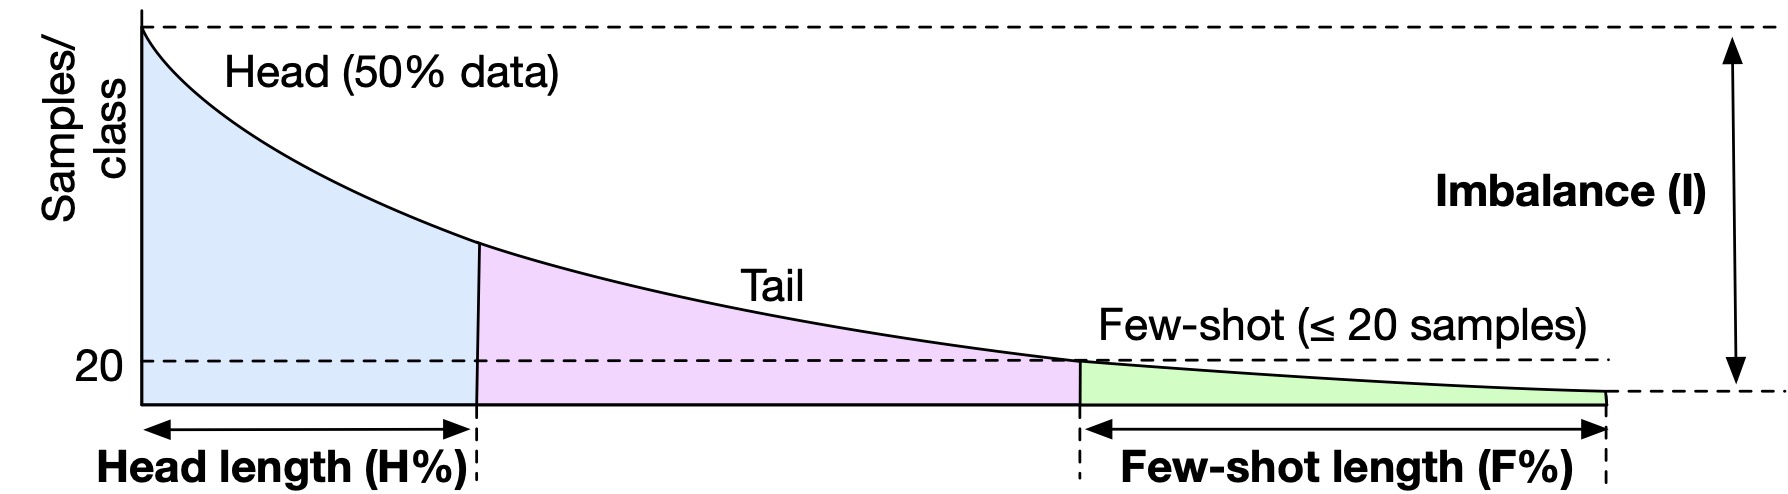 Samples/
class
Head (50% data)
Imbalance (I)
Tail
Few-shot (≤ 20 samples)
20
Head length (H%)
Few-shot length (F%)